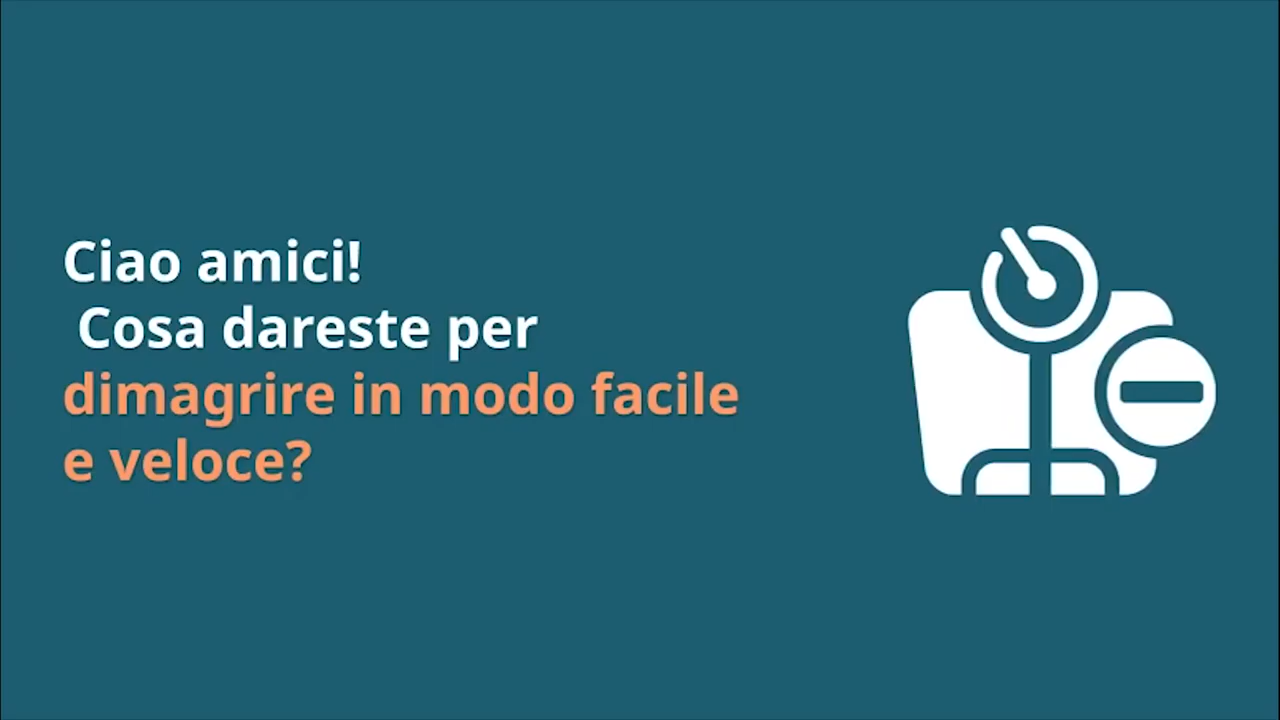 Ciao amici!
Cosa dareste per
dimagrire in modo facile
e veloce?